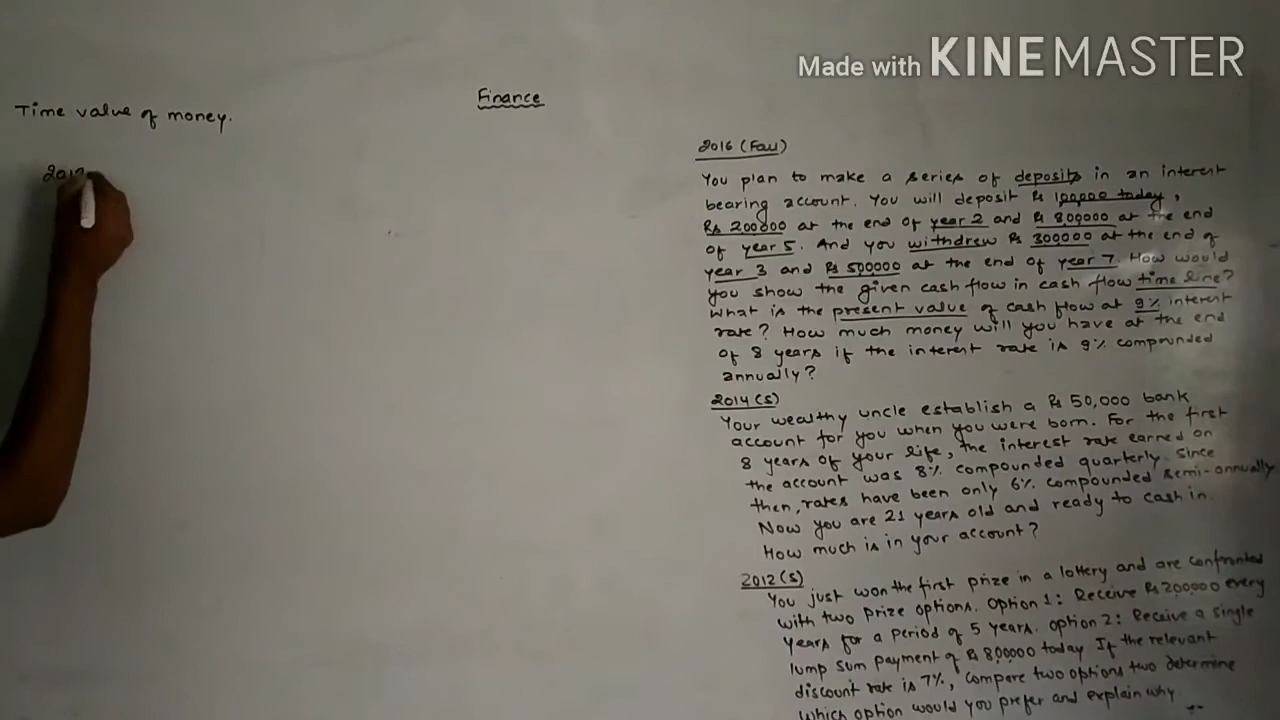 Made with KINEMASTER
Finance
Time value of money.
2016 (Fall)
You plan to make a series of deposits in an interest
bearing account. You will deposit Rs 100,000 today,
Rs 200000 at the end of year 2 and Rs 800000 at the end
of year 5. And you withdrew Rs 300000 at the end of
year 3 and Rs 500000 at the end of year 7. How would
you show the given cash flow in cash flow time line?
What is the present value of cash flow at 9% interest
rate? How much money will you have at the end
of 8 years if the interest rate is 9% compounded
annually?
2014 (S)
Your wealthy uncle establish a Rs 50,000 bank
account for you when you were born. For the first
8 years of your life, the interest rate earned on
the account was 8% compounded quarterly. Since
then, rates have been only 6% compounded semi-annually
Now you are 21 years old and ready to cash in.
How much is in your account?
2012 (S)
You just won the first prize in a lottery and are confronted
with two prize options. Option 1: Receive Rs 200000 every
years for a period of 5 years. Option 2: Receive a single
lump sum payment of Rs 800000 today If the relevant
discount rate is 7%, compare two options two determine
which option would you prefer and explain why